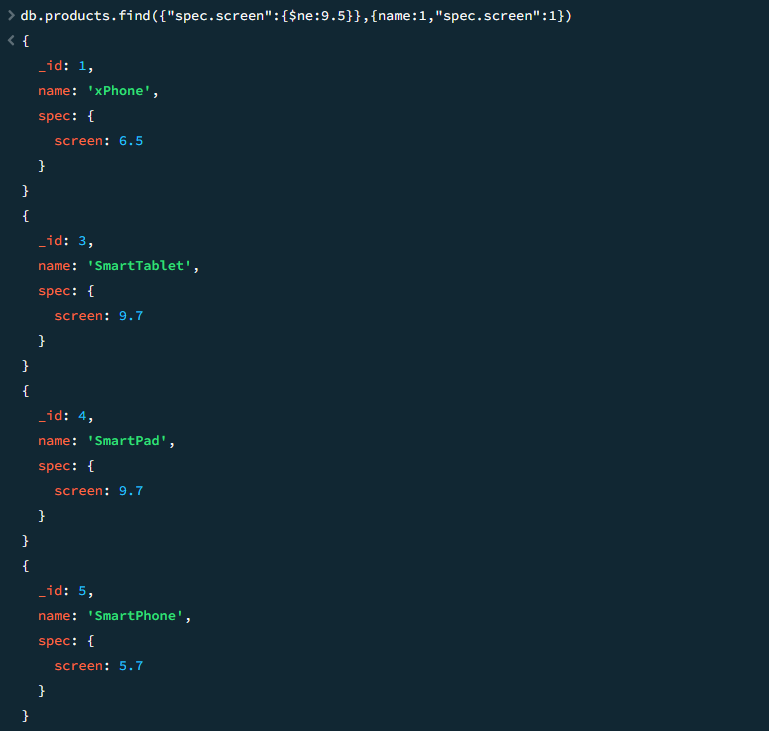 > db.products.find({"spec.screen":{$ne:9.5}},{name:1,"spec.screen":1})
< {
  _id: 1,
  name: 'xPhone',
  spec: {
    screen: 6.5
  }
}
{
  _id: 3,
  name: 'SmartTablet',
  spec: {
    screen: 9.7
  }
}
{
  _id: 4,
  name: 'SmartPad',
  spec: {
    screen: 9.7
  }
}
{
  _id: 5,
  name: 'SmartPhone',
  spec: {
    screen: 5.7
  }
}